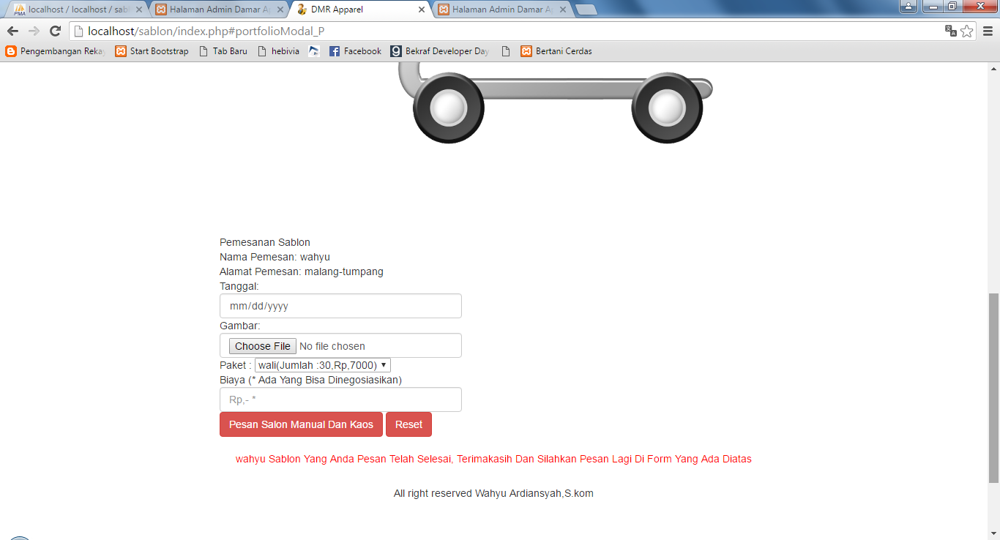 localhost / localhost / sabl
Halaman Admin Damar Ap
DMR Apparel
Halaman Admin Damar Ap
localhost/sablon/index.php#portfolioModal_P
Pengembangan Rekay
Start Bootstrap
Tab Baru
hebivia
Facebook
Bekraf Developer Day
Bertani Cerdas
Pemesanan Sablon
Nama Pemesan: wahyu
Alamat Pemesan: malang-tumpang
Tanggal:
mm/dd/yyyy
Gambar:
Choose File No file chosen
Paket : wali(Jumlah :30,Rp,7000)
Biaya (* Ada Yang Bisa Dinegosiasikan)
Rp,- *
Pesan Salon Manual Dan Kaos Reset
wahyu Sablon Yang Anda Pesan Telah Selesai, Terimakasih Dan Silahkan Pesan Lagi Di Form Yang Ada Diatas
All right reserved Wahyu Ardiansyah,S.kom